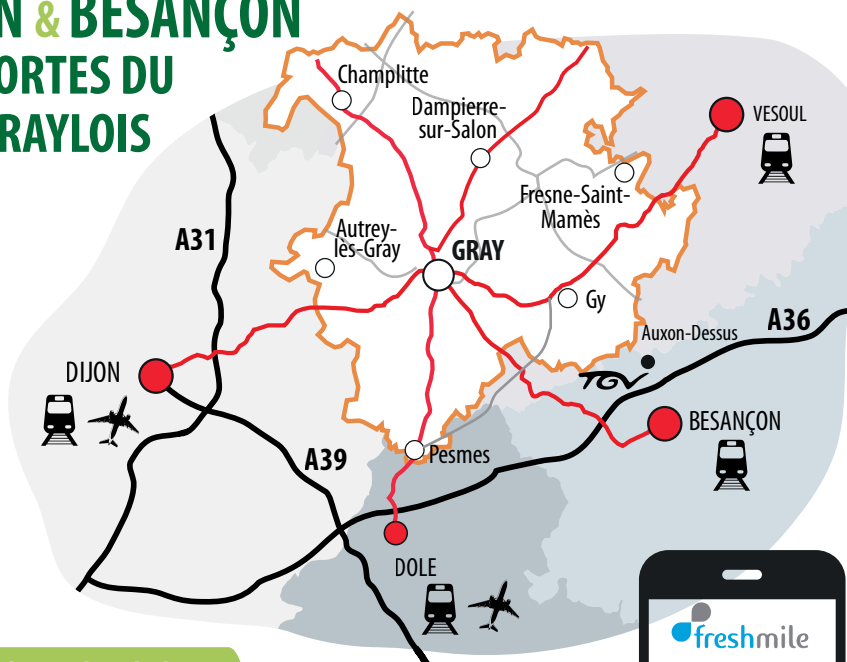 N & BESANÇON
ORTES DU
RAYLOIS
Champlitte
Dampierre-
sur-Salon
VESOUL
Fresne-Saint-
Mamès
A31
Autrey-
lès-Gray
GRAY
Gy
Auxon-Dessus
A36
TGV
DIJON
BESANÇON
A39
Pesmes
DOLE
freshmile